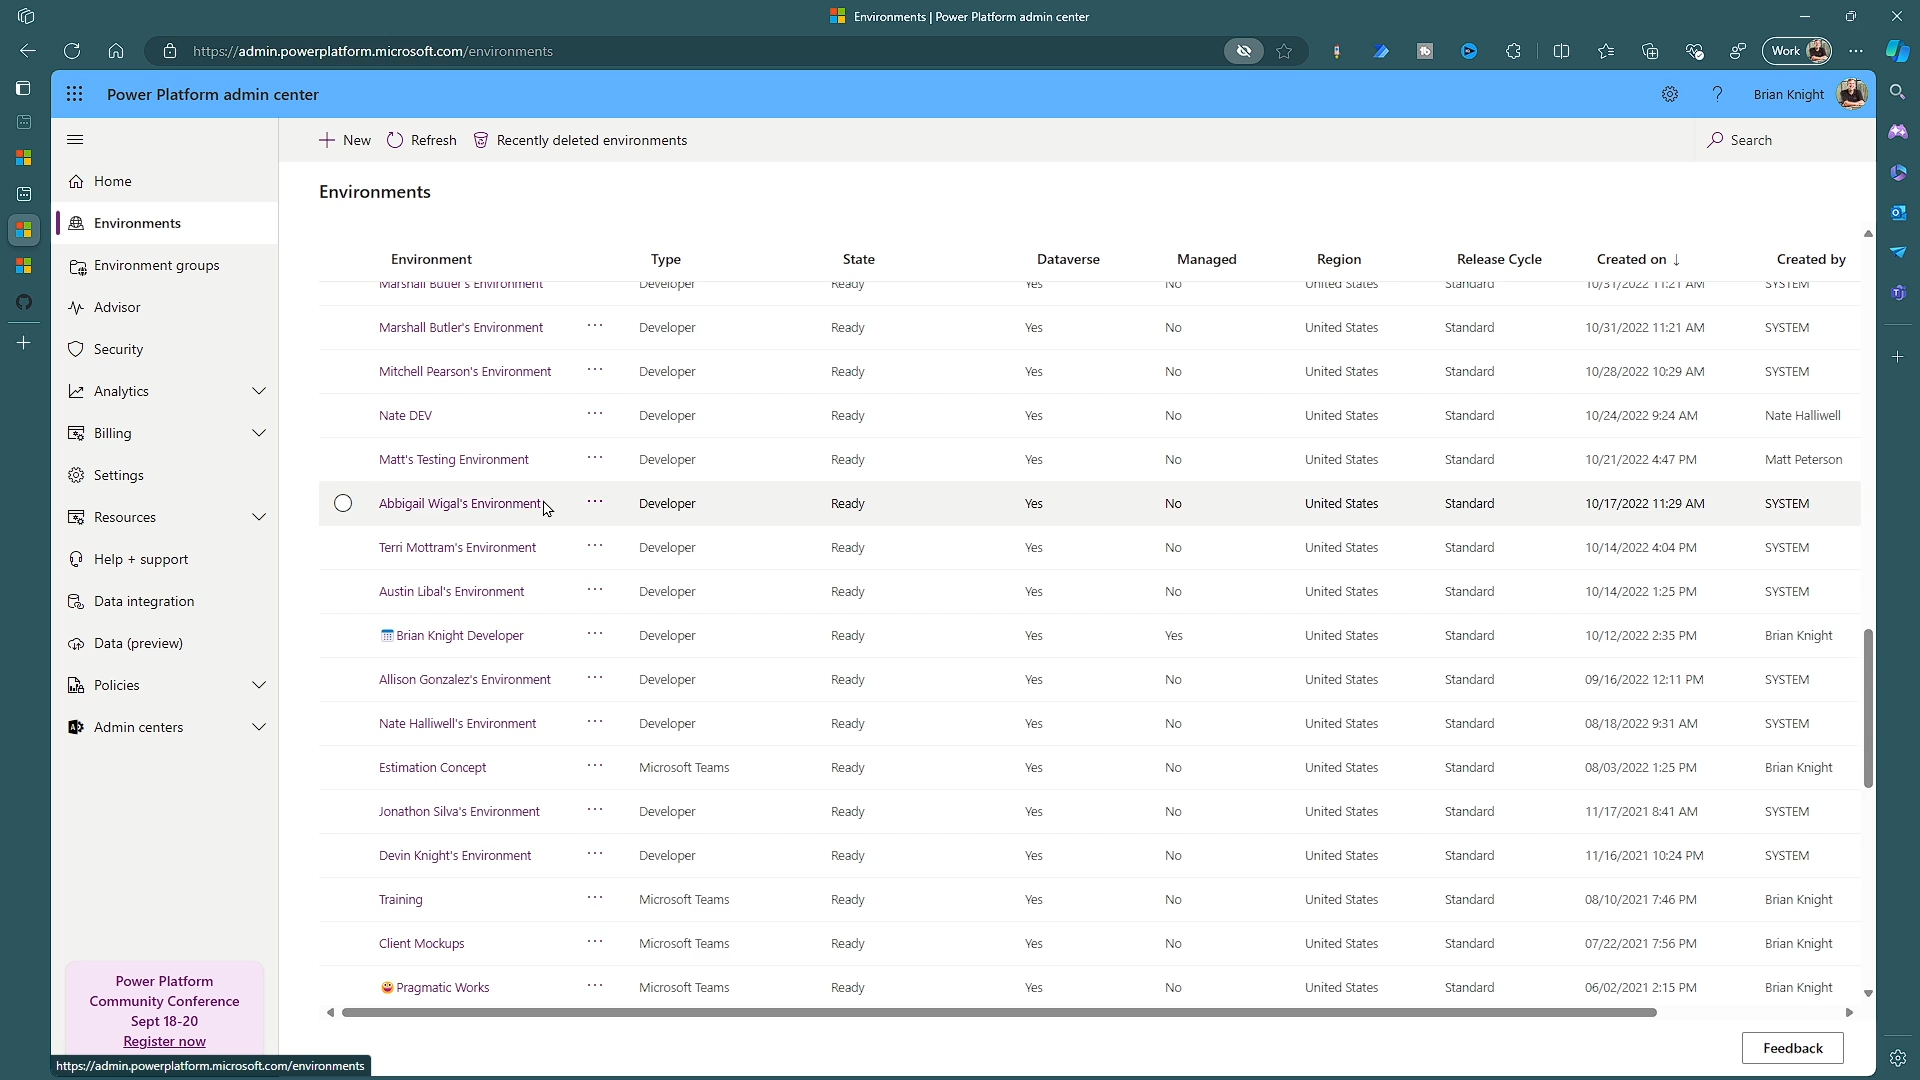 Environments | Power Platform admin center
https://admin.powerplatform.microsoft.com/environments
Work
Power Platform admin center
Brian Knight
New
Refresh
Recently deleted environments
Search
Home
Environments
Environment groups
Advisor
Security
Analytics
Billing
Settings
Resources
Help + support
Data integration
Data (preview)
Policies
Admin centers
Power Platform
Community Conference
Sept 18-20
Register now
https://admin.powerplatform.microsoft.com/environments
Environments
Environment Type State Dataverse Managed Region Release Cycle Created on ↓ Created by
Marshall Butler's Environment Developer Ready Yes No United States Standard 10/31/2022 11:21 AM SYSTEM
Marshall Butler's Environment ... Developer Ready Yes No United States Standard 10/31/2022 11:21 AM SYSTEM
Mitchell Pearson's Environment ... Developer Ready Yes No United States Standard 10/28/2022 10:29 AM SYSTEM
Nate DEV ... Developer Ready Yes No United States Standard 10/24/2022 9:24 AM Nate Halliwell
Matt's Testing Environment ... Developer Ready Yes No United States Standard 10/21/2022 4:47 PM Matt Peterson
Abbigail Wigal's Environment ... Developer Ready Yes No United States Standard 10/17/2022 11:29 AM SYSTEM
Terri Mottram's Environment ... Developer Ready Yes No United States Standard 10/14/2022 4:04 PM SYSTEM
Austin Libal's Environment ... Developer Ready Yes No United States Standard 10/14/2022 1:25 PM SYSTEM
Brian Knight Developer ... Developer Ready Yes Yes United States Standard 10/12/2022 2:35 PM Brian Knight
Allison Gonzalez's Environment ... Developer Ready Yes No United States Standard 09/16/2022 12:11 PM SYSTEM
Nate Halliwell's Environment ... Developer Ready Yes No United States Standard 08/18/2022 9:31 AM SYSTEM
Estimation Concept ... Microsoft Teams Ready Yes No United States Standard 08/03/2022 1:25 PM Brian Knight
Jonathon Silva's Environment ... Developer Ready Yes No United States Standard 11/17/2021 8:41 AM SYSTEM
Devin Knight's Environment ... Developer Ready Yes No United States Standard 11/16/2021 10:24 PM SYSTEM
Training ... Microsoft Teams Ready Yes No United States Standard 08/10/2021 7:46 PM Brian Knight
Client Mockups ... Microsoft Teams Ready Yes No United States Standard 07/22/2021 7:56 PM Brian Knight
😀 Pragmatic Works ... Microsoft Teams Ready Yes No United States Standard 06/02/2021 2:15 PM Brian Knight
Feedback